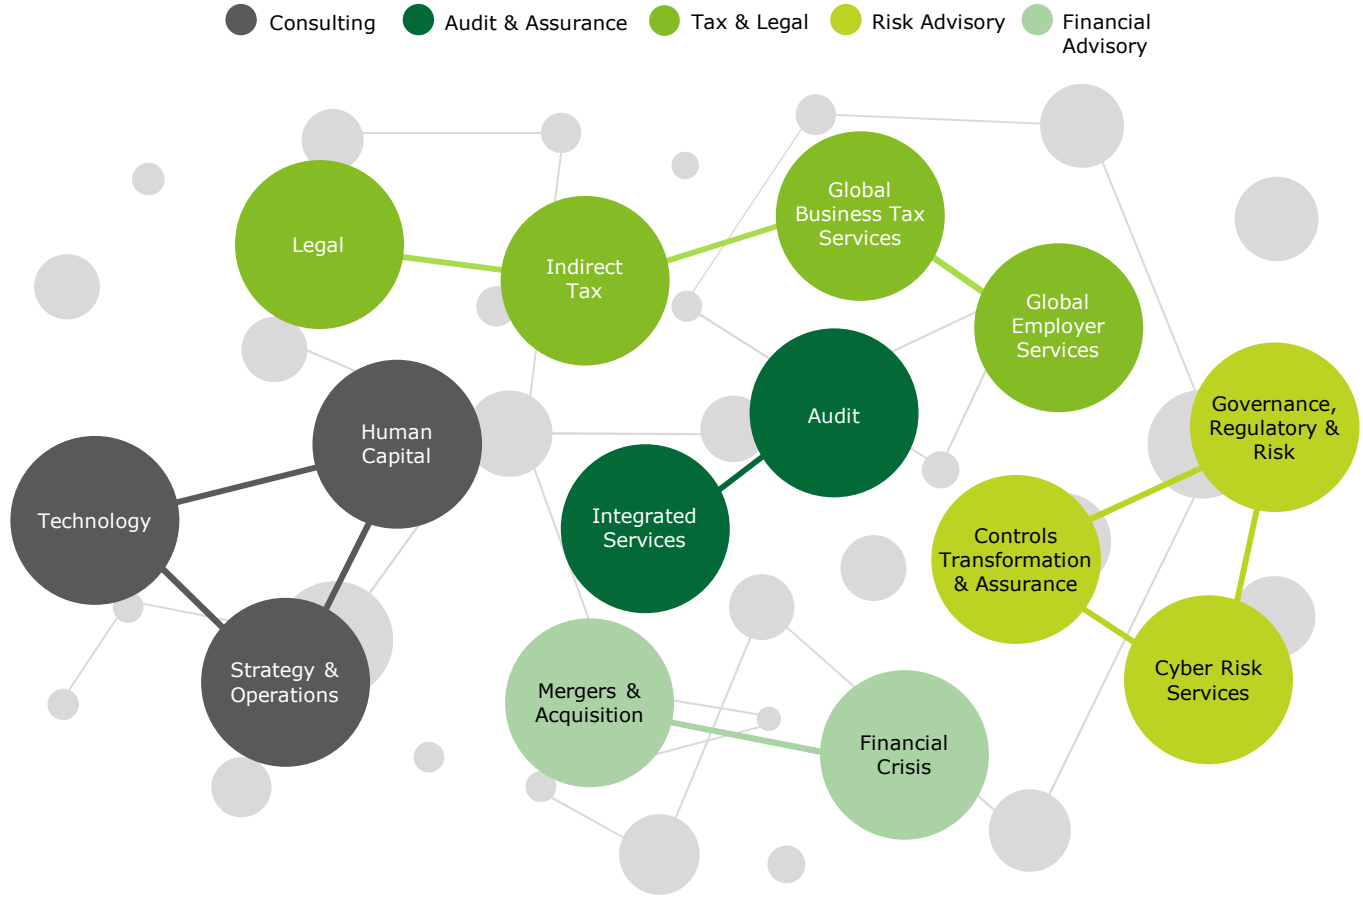 Consulting
Audit & Assurance
Tax & Legal
Risk Advisory
Financial
Advisory
Legal
Indirect
Tax
Global
Business Tax
Services
Global
Employer
Services
Human
Capital
Technology
Strategy &
Operations
Audit
Integrated
Services
Governance,
Regulatory &
Risk
Controls
Transformation
& Assurance
Cyber Risk
Services
Mergers &
Acquisition
Financial
Crisis